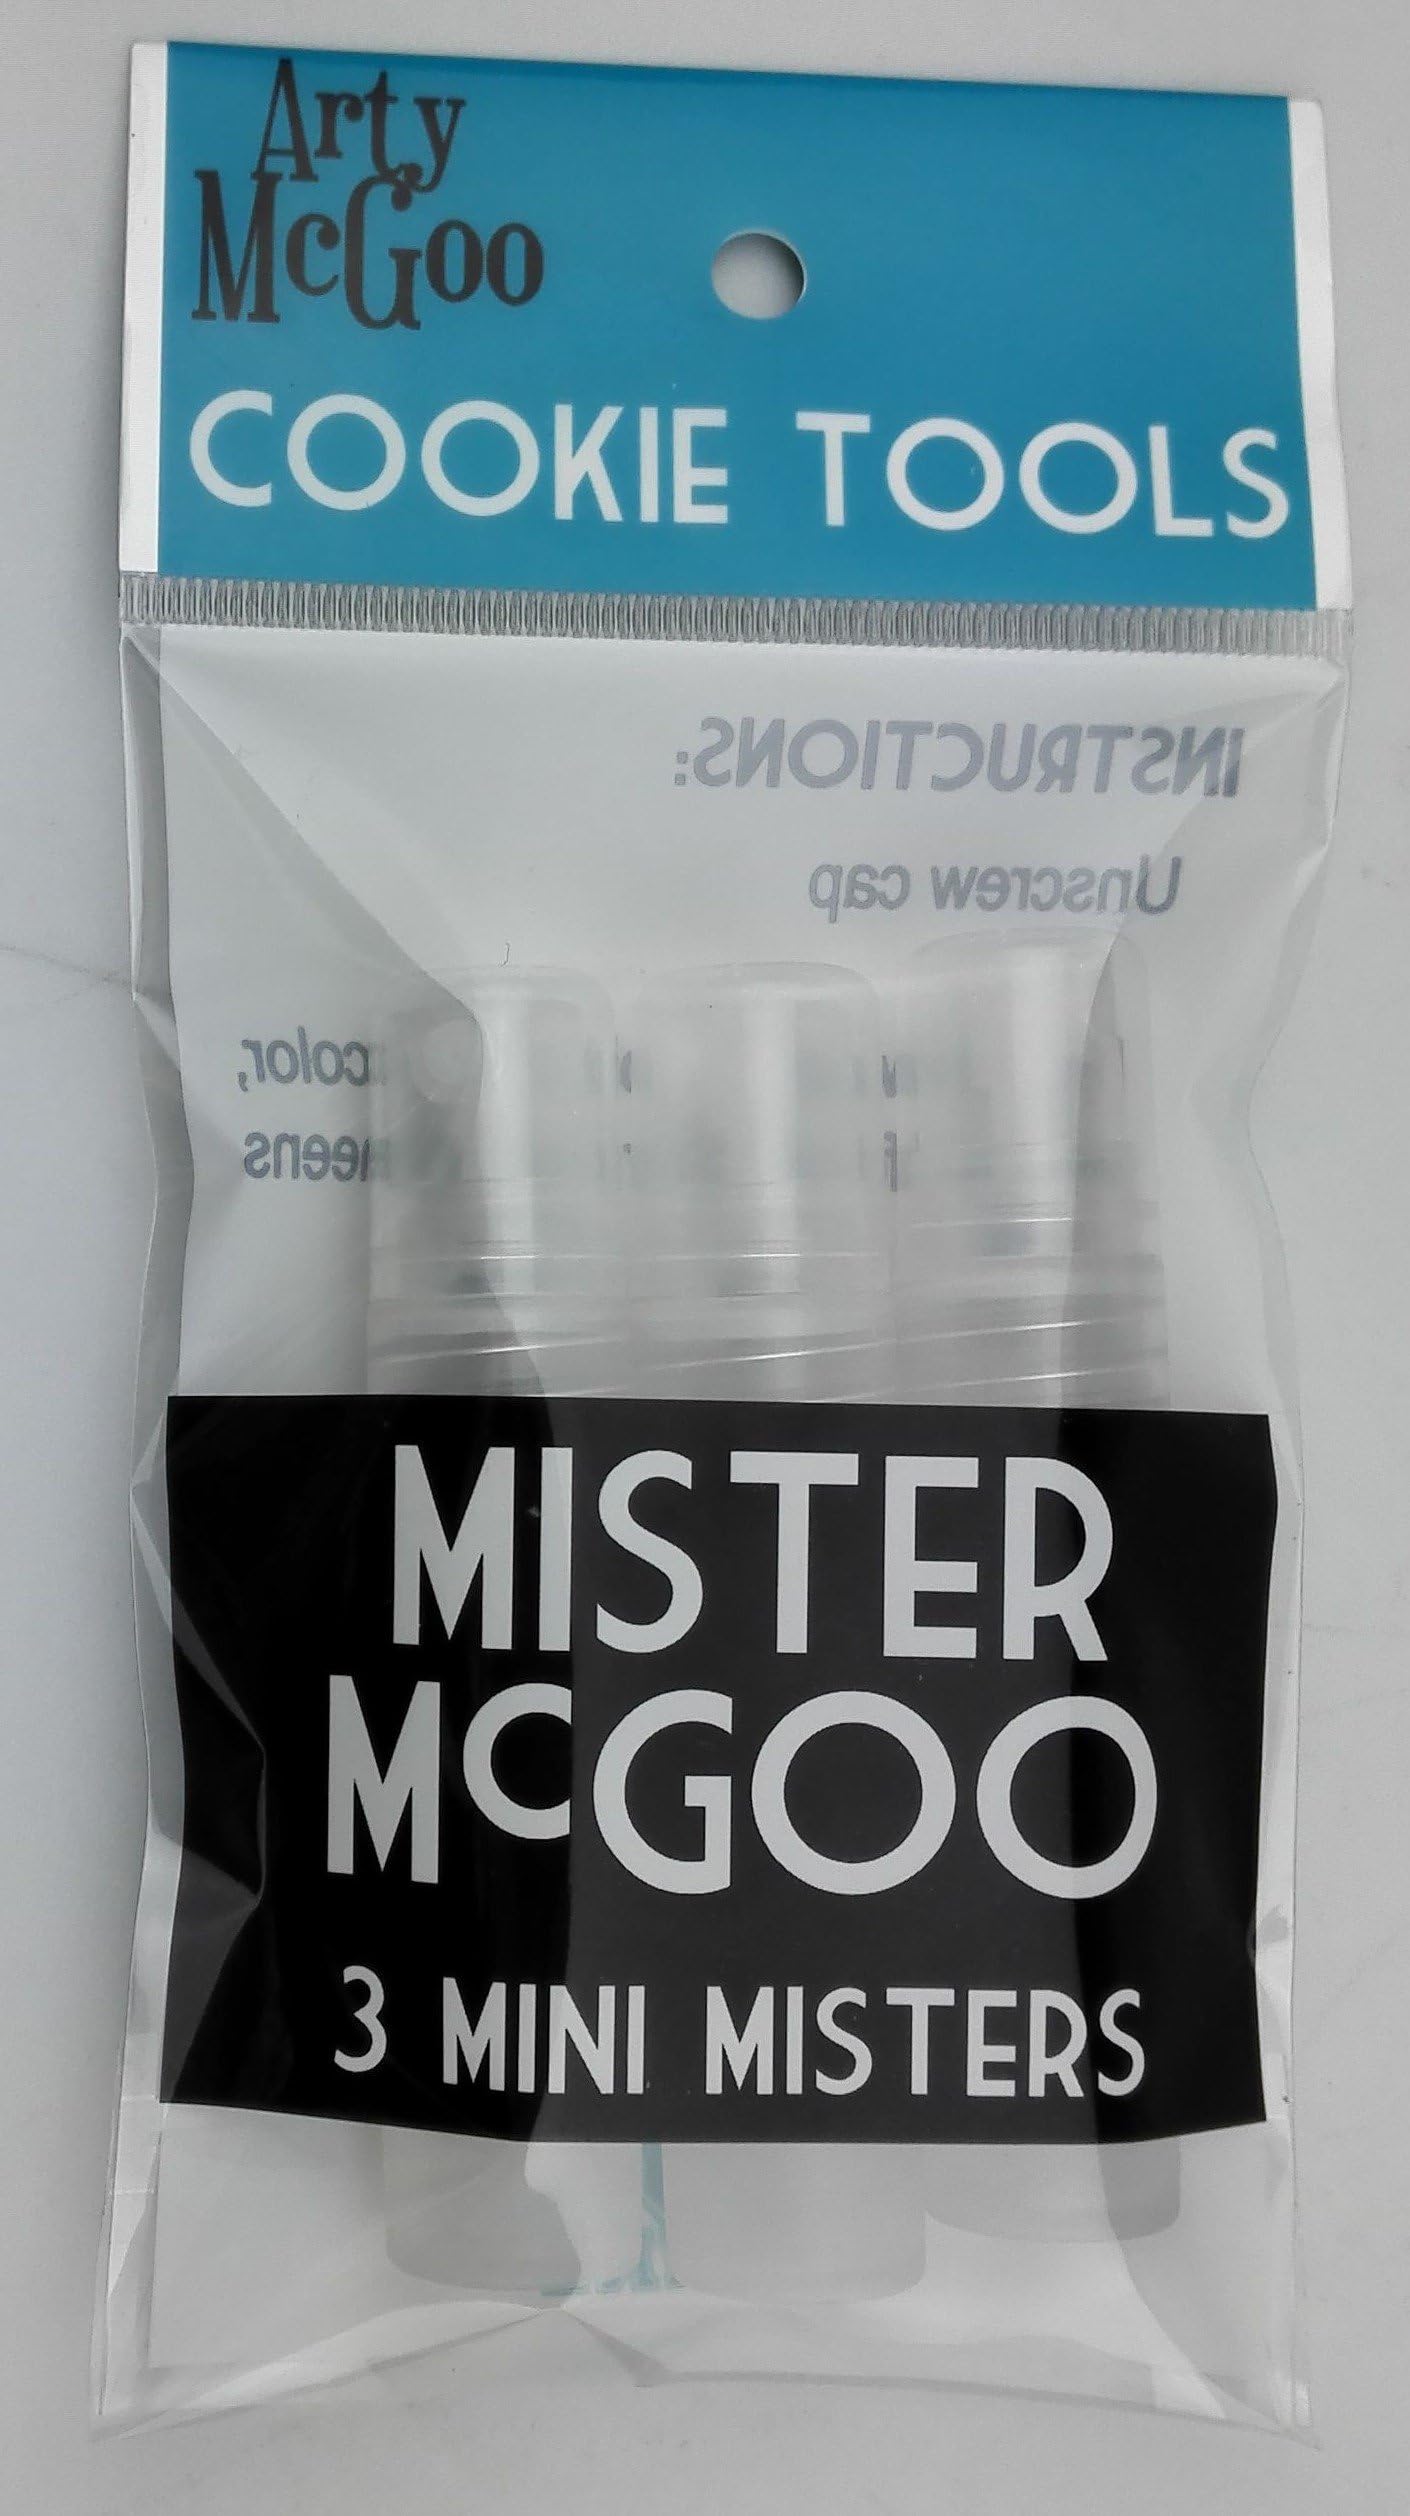 Arty
McGoo
COOKIE TOOLS
INSTRUCTIONS:
Unscrew cap
color,
MISTER
McGOO
3 MINI MISTERS